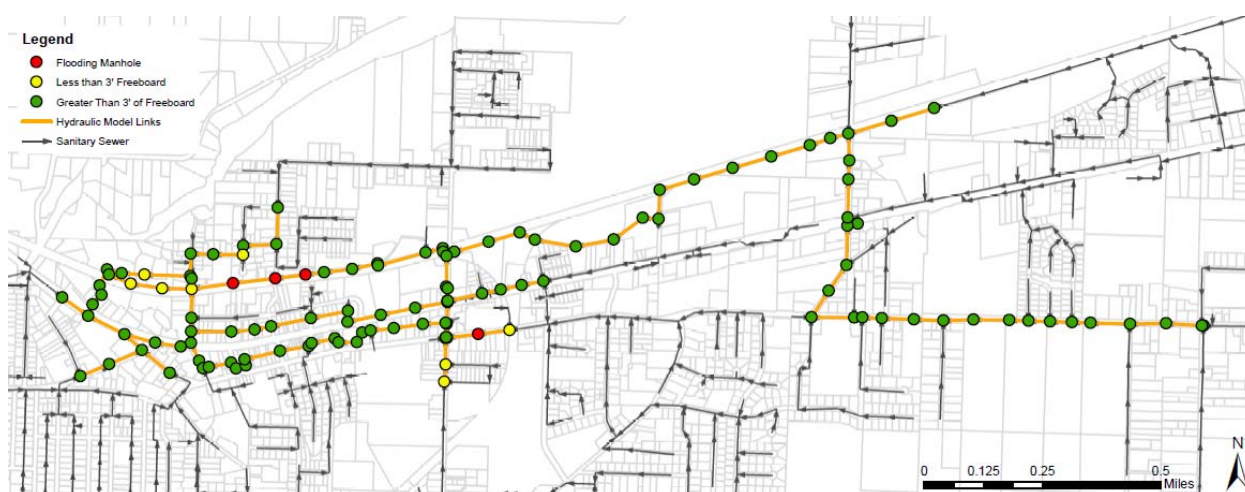 Legend
Flooding Manhole
Less than 3' Freeboard
Greater Than 3' of Freeboard
Hydraulic Model Links
Sanitary Sewer
N
0 0.125 0.25 0.5
Miles